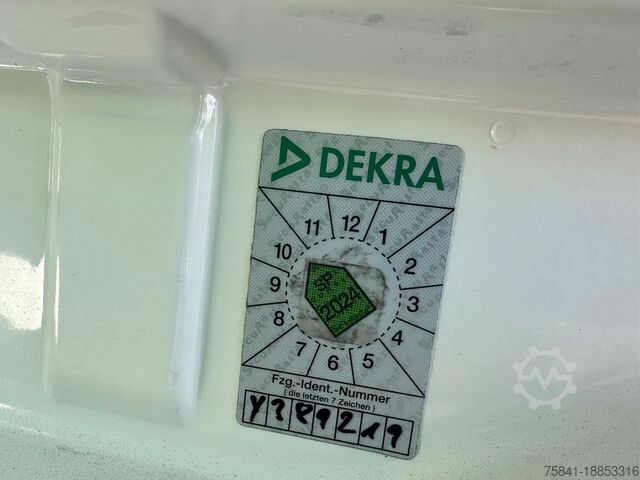 DEKRA
11 12 1
10 2
9 3
8 4
7 6 5
SP
2024
Fzg.-Ident.-Nummer
( die letzten 7 Zeichen )
Y389219
75841-18853316